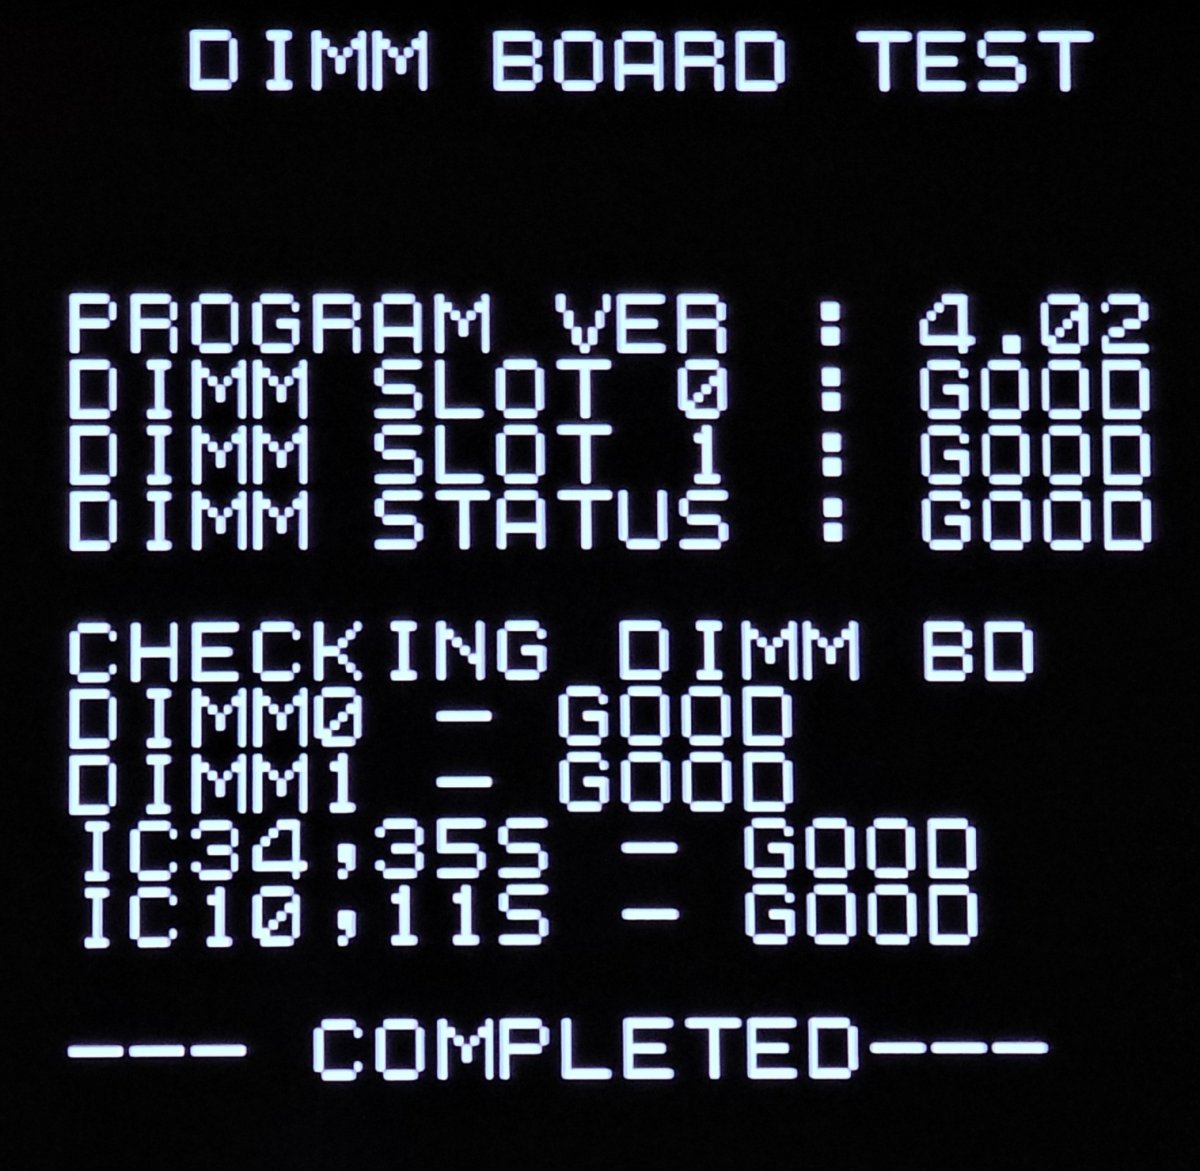 DIMM BOARD TEST
PROGRAM VER : 4.02
DIMM SLOT 0 : GOOD
DIMM SLOT 1 : GOOD
DIMM STATUS : GOOD
CHECKING DIMM BD
DIMM0 - GOOD
DIMM1 - GOOD
IC34;35S - GOOD
IC10;11S - GOOD
--- COMPLETED---